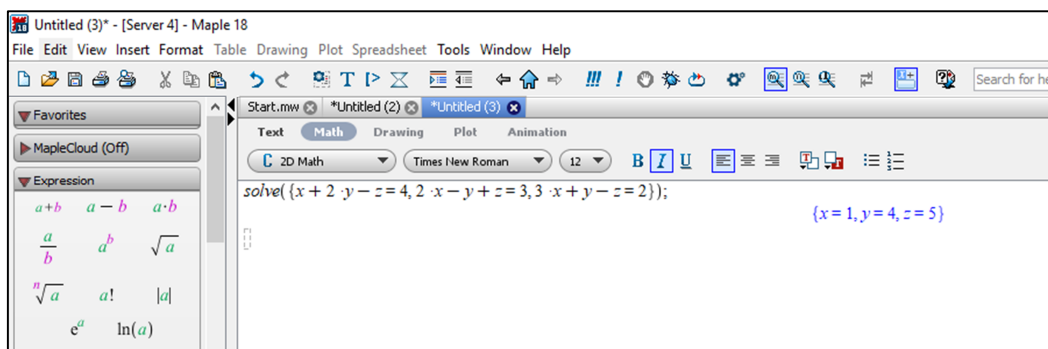 Untitled (3)* - [Server 4] - Maple 18
File Edit View Insert Format Table Drawing Plot Spreadsheet Tools Window Help
Search for he
Favorites
MapleCloud (Off)
Expression
a+b a − b a·b
a/b a^b √a
ⁿ√a a! |a|
e^a ln(a)
Start.mw *Untitled (2) *Untitled (3)
Text Math Drawing Plot Animation
C 2D Math Times New Roman 12 B I U
solve({x + 2 ·y − z = 4, 2 ·x − y + z = 3, 3 ·x + y − z = 2});
{x = 1, y = 4, z = 5}